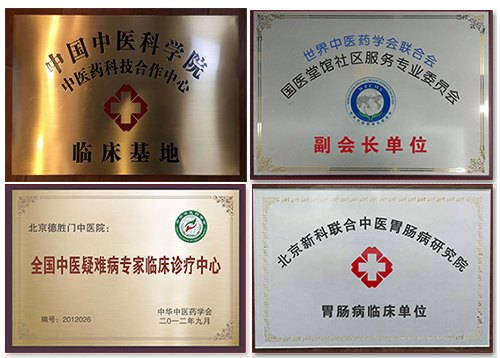 中国中医科学院
中医药科技合作中心
临床基地
世界中医药学会联合会
国医堂馆社区服务专业委员会
WFCMS
副会长单位
北京德胜门中医院:
全国中医疑难病专家临床诊疗中心
编号:2012026
中华中医药学会
二〇一二年九月
北京新科联合中医胃肠病研究院
胃肠病临床单位